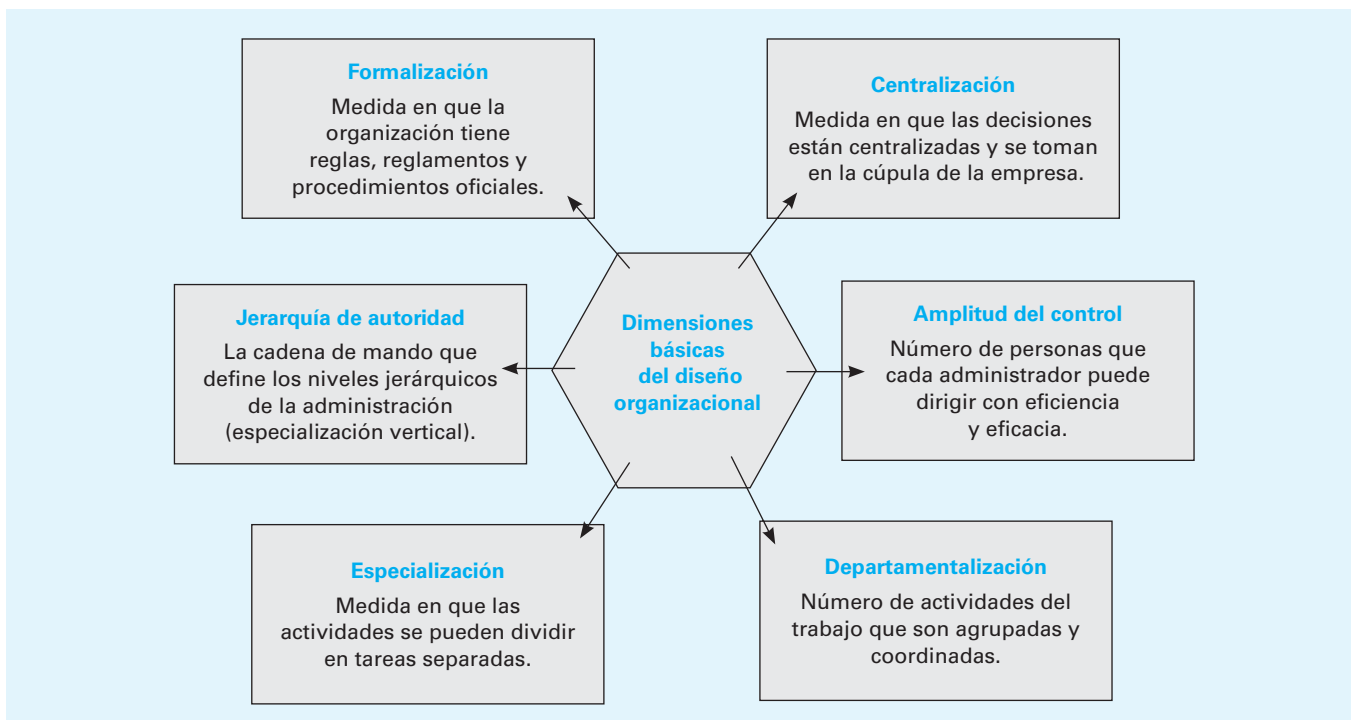 Formalización
Medida en que la
organización tiene
reglas, reglamentos y
procedimientos oficiales.
Centralización
Medida en que las decisiones
están centralizadas y se toman
en la cúpula de la empresa.
Jerarquía de autoridad
La cadena de mando que
define los niveles jerárquicos
de la administración
(especialización vertical).
Dimensiones
básicas
del diseño
organizacional
Amplitud del control
Número de personas que
cada administrador puede
dirigir con eficiencia
y eficacia.
Especialización
Medida en que las
actividades se pueden dividir
en tareas separadas.
Departamentalización
Número de actividades del
trabajo que son agrupadas y
coordinadas.